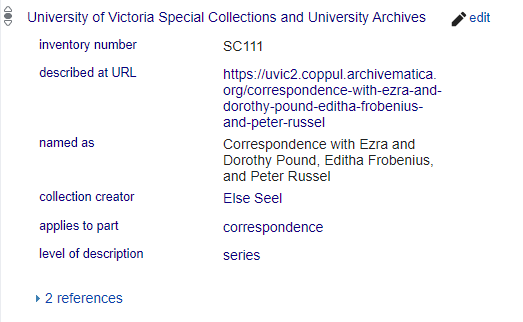 University of Victoria Special Collections and University Archives edit
inventory number SC111
described at URL https://uvic2.coppul.archivematica.
org/correspondence-with-ezra-and-
dorothy-pound-editha-frobenius-
and-peter-russel
named as Correspondence with Ezra and
Dorothy Pound, Editha Frobenius,
and Peter Russel
collection creator Else Seel
applies to part correspondence
level of description series
2 references